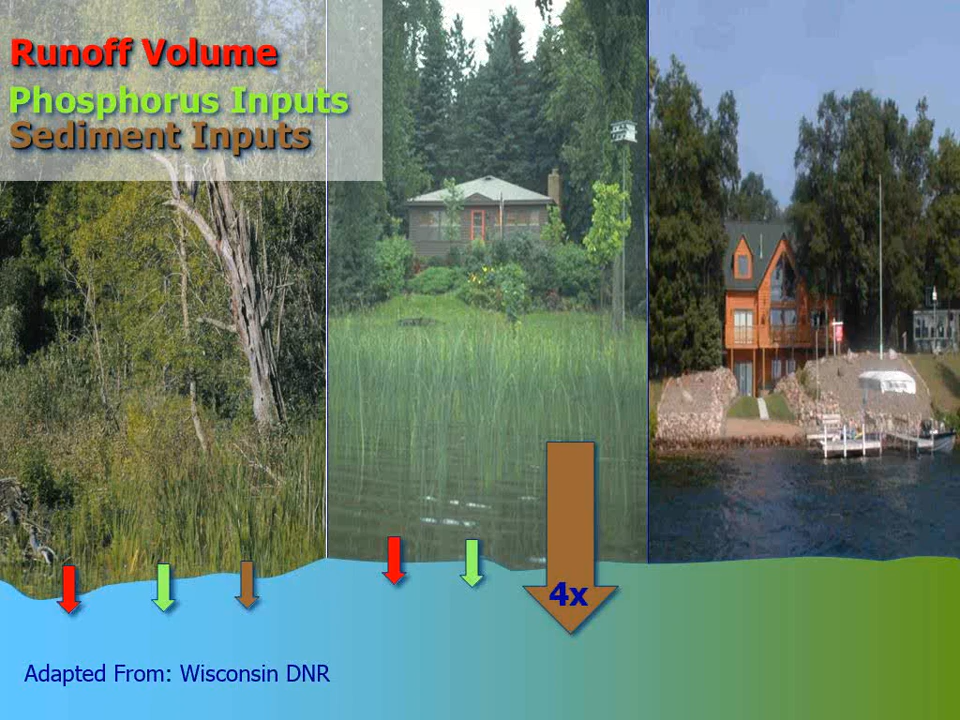 Runoff Volume
Phosphorus Inputs
Sediment Inputs
4x
Adapted From: Wisconsin DNR